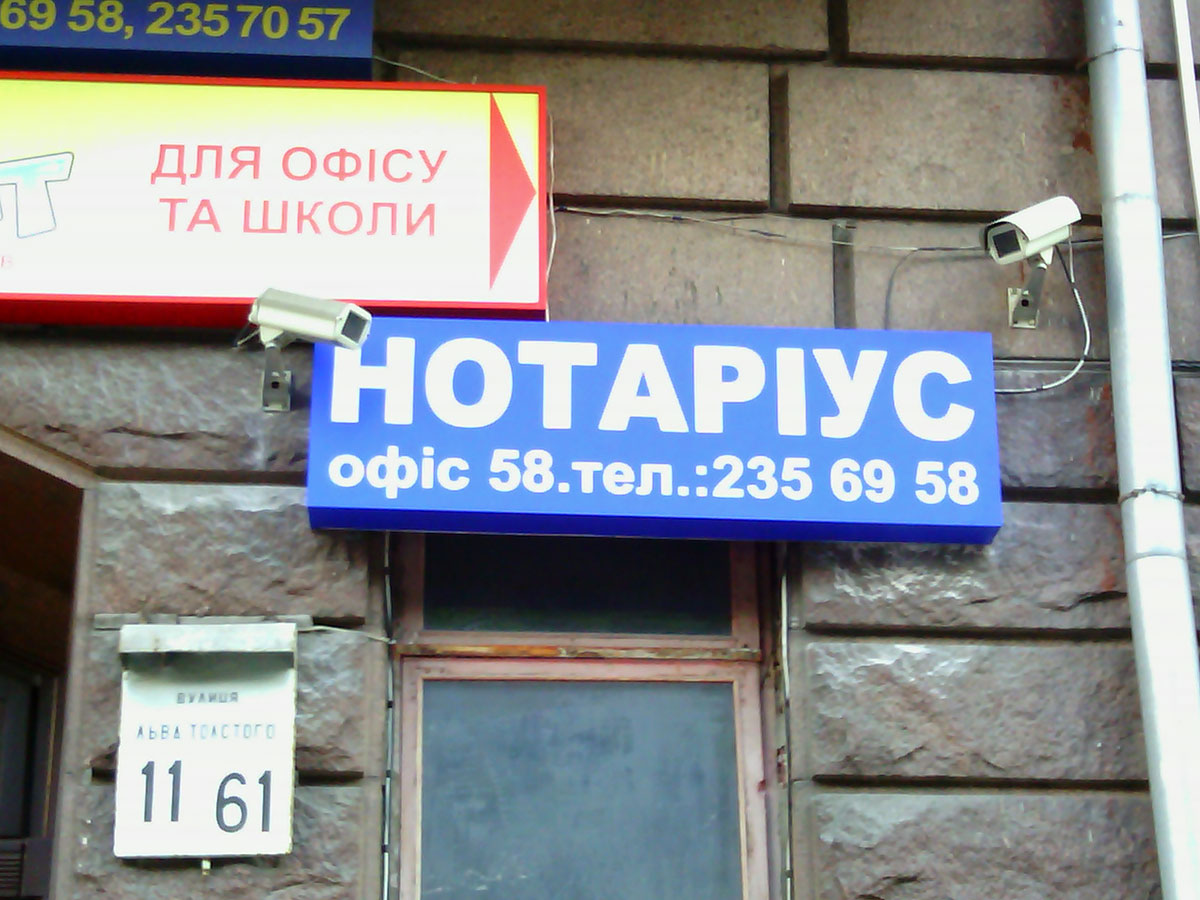 69 58, 235 70 57
ДЛЯ ОФІСУ
ТА ШКОЛИ
НОТАРІУС
офіс 58.тел.:235 69 58
ВУЛИЦЯ
ЛЬВА ТОЛСТОГО
11 61